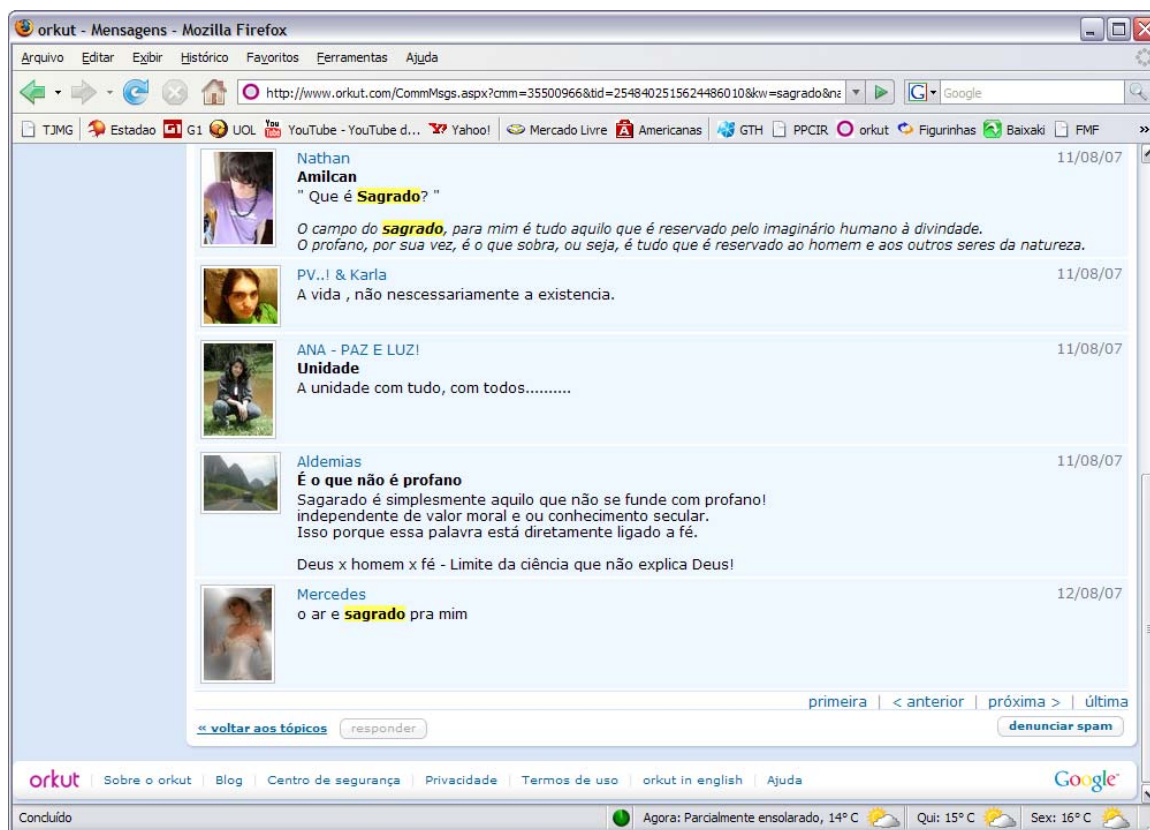 orkut - Mensagens - Mozilla Firefox
Arquivo Editar Exibir Histórico Favoritos Ferramentas Ajuda
http://www.orkut.com/CommMsgs.aspx?cmm=35500966&tid=2548402515624486010&kw=sagrado&na G Google
TJMG Estadao G1 UOL You Tube YouTube - YouTube d... Y! Yahoo! Mercado Livre A Americanas GTH PPCIR orkut Figurinhas Baixaki FMF »
Nathan 11/08/07
Amilcan
" Que é Sagrado? "
O campo do sagrado, para mim é tudo aquilo que é reservado pelo imaginário humano à divindade.
O profano, por sua vez, é o que sobra, ou seja, é tudo que é reservado ao homem e aos outros seres da natureza.
PV..! & Karla 11/08/07
A vida , não nescessariamente a existencia.
ANA - PAZ E LUZ! 11/08/07
Unidade
A unidade com tudo, com todos..........
Aldemias 11/08/07
É o que não é profano
Sagarado é simplesmente aquilo que não se funde com profano!
independente de valor moral e ou conhecimento secular.
Isso porque essa palavra está diretamente ligado a fé.
Deus x homem x fé - Limite da ciência que não explica Deus!
Mercedes 12/08/07
o ar e sagrado pra mim
primeira | < anterior | próxima > | última
« voltar aos tópicos responder denunciar spam
orkut | Sobre o orkut | Blog | Centro de segurança | Privacidade | Termos de uso | orkut in english | Ajuda Google
Concluído Agora: Parcialmente ensolarado, 14º C Qui: 15º C Sex: 16º C